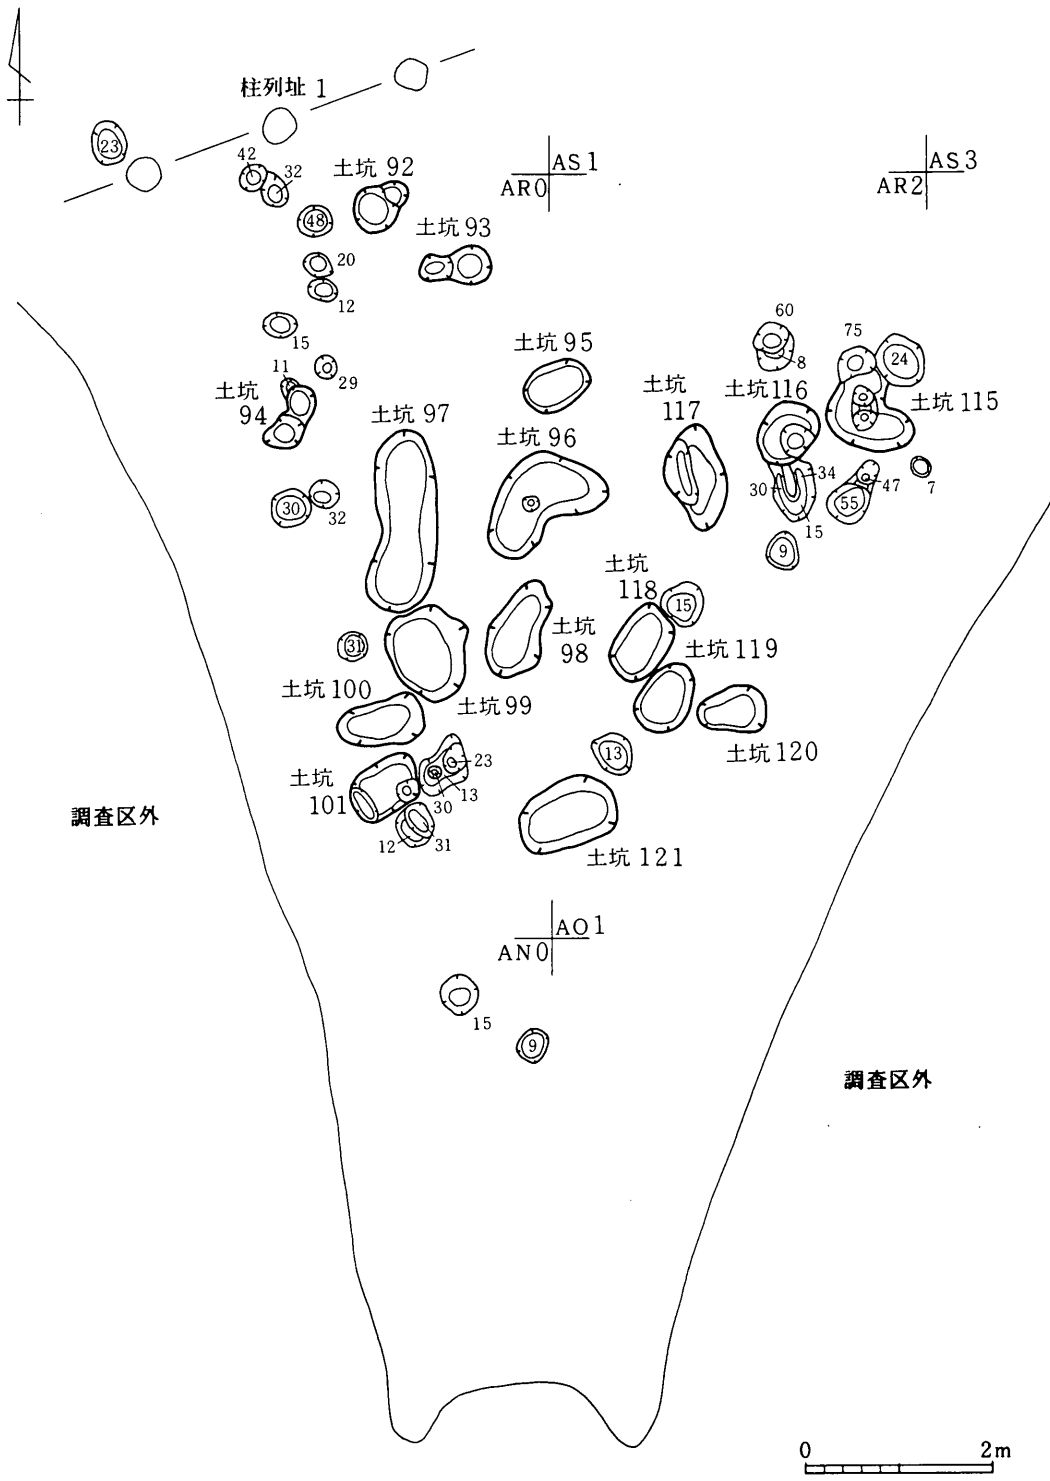 柱列址 1
23
42
32
土坑 92
AS1
AR0
AS3
AR2
48
土坑 93
20
12
15
60
8
75
24
土坑 95
11
29
土坑
94
土坑 97
土坑
117
土坑 116
土坑 115
土坑 96
30
32
30
34
15
55
47
7
9
土坑
118
15
31
土坑
98
土坑 119
土坑 100
土坑 99
土坑 120
13
土坑
101
23
13
30
12
31
調査区外
土坑 121
AO1
AN0
15
9
調査区外
0 2m